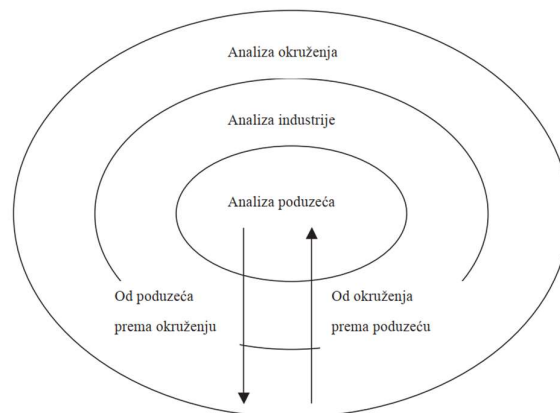 Analiza okruženja
Analiza industrije
Analiza poduzeća
Od poduzeća
prema okruženju
Od okruženja
prema poduzeću